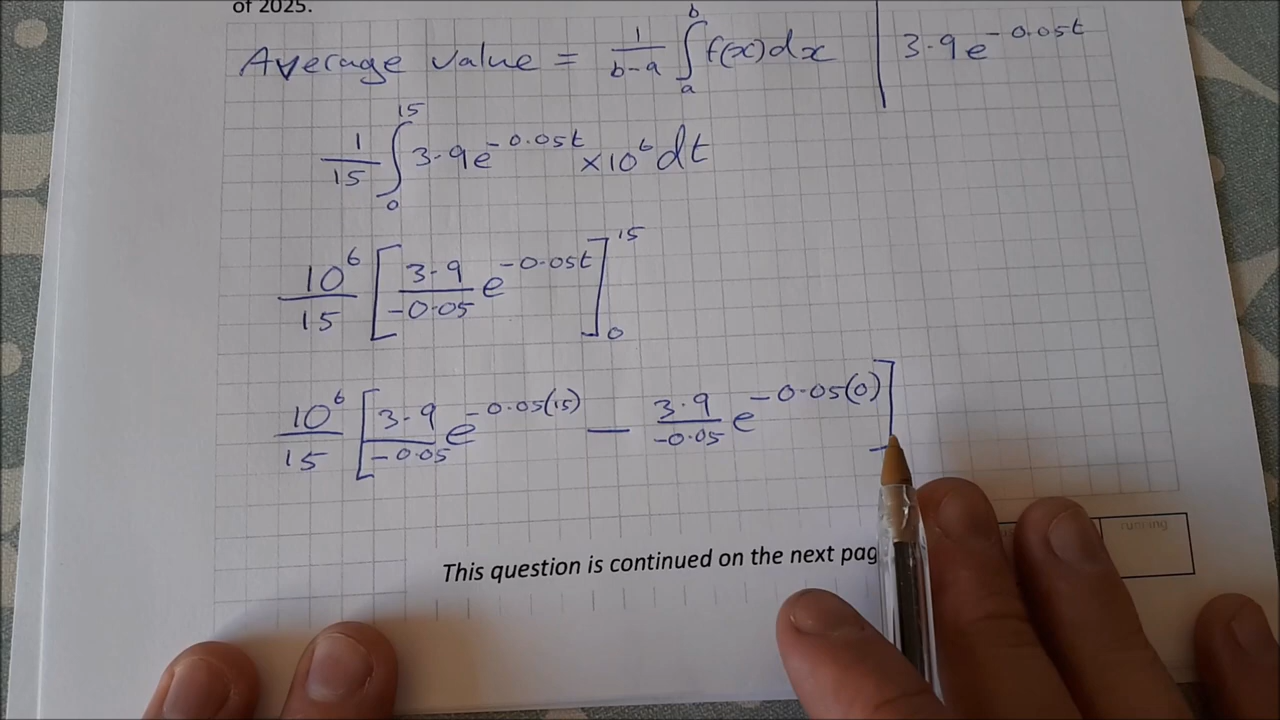 of 2025.
Average value = 1/(b-a) ∫_a^b f(x)dx | 3·9e^(-0.05t)
1/15 ∫_0^15 3·9e^(-0.05t) ×10^6 dt
10^6/15 [3·9/-0.05 e^(-0.05t)]_0^15
10^6/15 [3·9/-0.05 e^(-0.05(15)) — 3·9/-0.05 e^(-0.05(0))]
This question is continued on the next pag